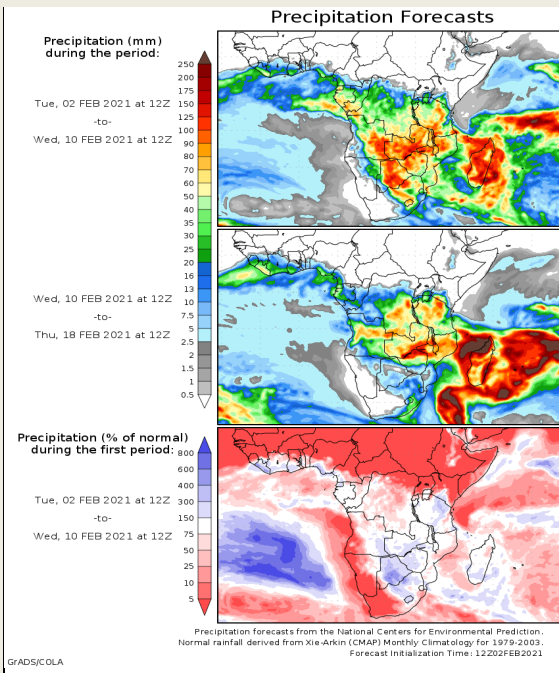 Precipitation Forecasts
Precipitation (mm)
during the period:
Tue, 02 FEB 2021 at 12Z
-to-
Wed, 10 FEB 2021 at 12Z
250
200
175
150
125
100
90
80
70
60
50
40
35
30
25
20
16
13
10
7.5
5
2.5
2
1.5
1
0.5
Wed, 10 FEB 2021 at 12Z
-to-
Thu, 18 FEB 2021 at 12Z
Precipitation (% of normal)
during the first period:
Tue, 02 FEB 2021 at 12Z
-to-
Wed, 10 FEB 2021 at 12Z
800
600
400
300
150
75
50
25
10
5
Precipitation forecasts from the National Centers for Environmental Prediction.
Normal rainfall derived from Xie-Arkin (CMAP) Monthly Climatology for 1979-2003.
Forecast Initialization Time: 12Z02FEB2021
GrADS/COLA